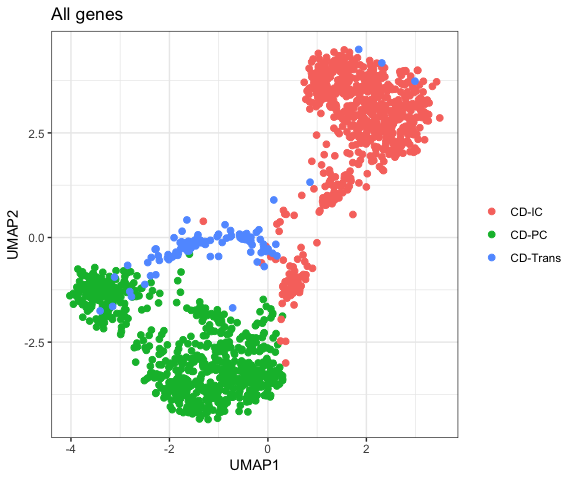 All genes
UMAP2
2.5
0.0
-2.5
-4
-2
0
2
UMAP1
CD-IC
CD-PC
CD-Trans